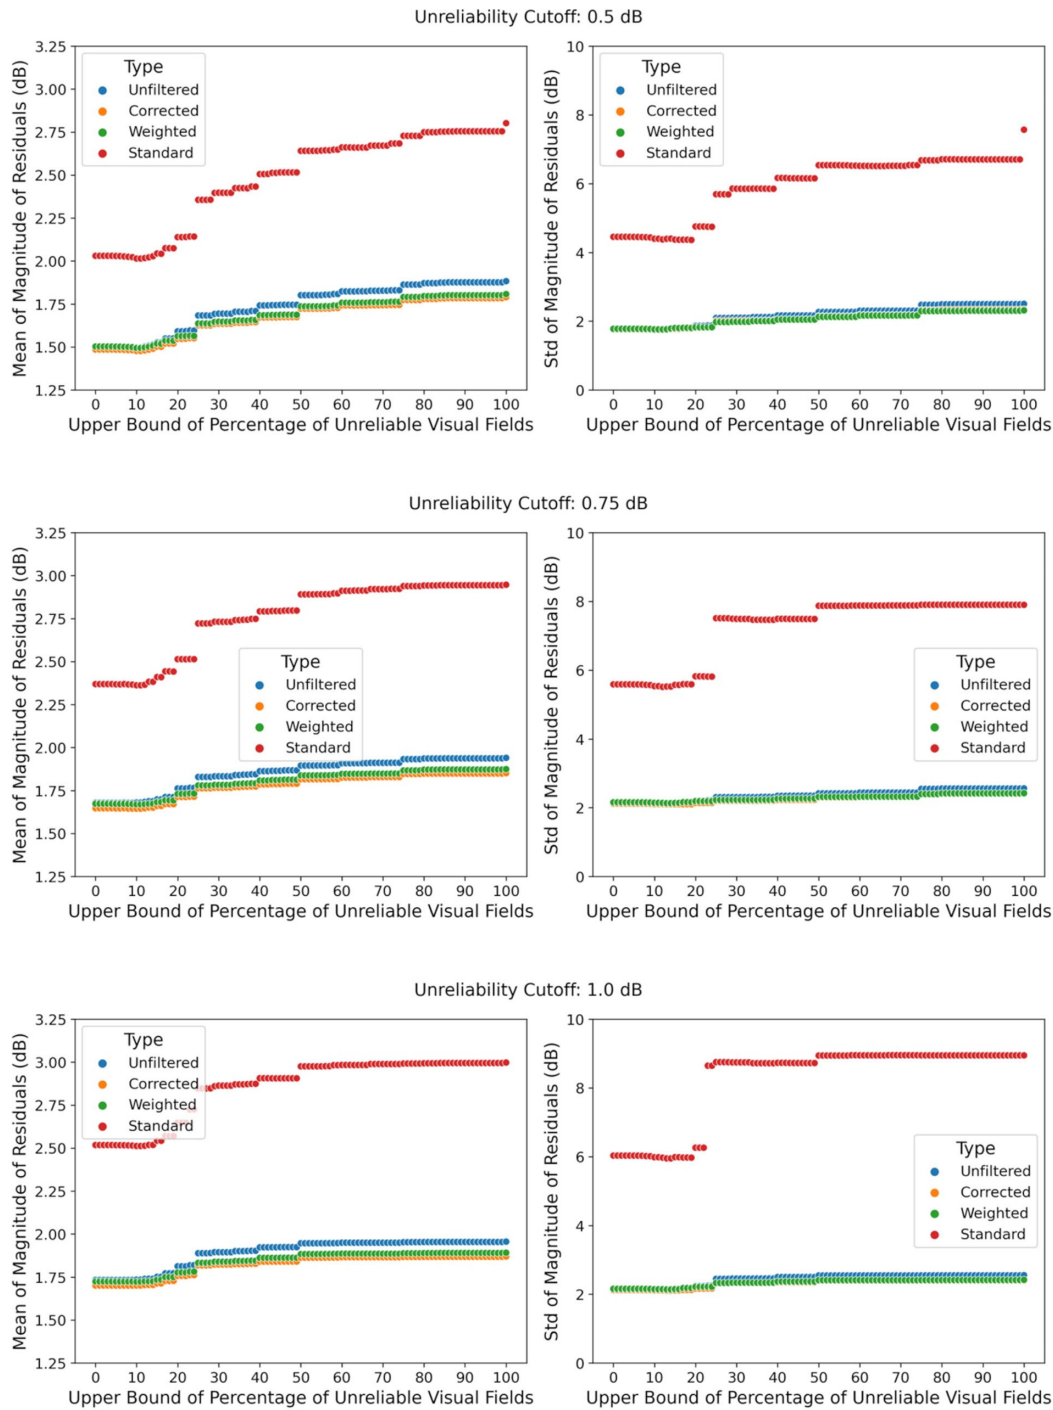 Unreliability Cutoff: 0.5 dB
Mean of Magnitude of Residuals (dB)
3.25
3.00
2.75
2.50
2.25
2.00
1.75
1.50
1.25
Type
Unfiltered
Corrected
Weighted
Standard
0 10 20 30 40 50 60 70 80 90 100
Upper Bound of Percentage of Unreliable Visual Fields
Std of Magnitude of Residuals (dB)
10
8
6
4
2
0
Type
Unfiltered
Corrected
Weighted
Standard
0 10 20 30 40 50 60 70 80 90 100
Upper Bound of Percentage of Unreliable Visual Fields
Unreliability Cutoff: 0.75 dB
Mean of Magnitude of Residuals (dB)
3.25
3.00
2.75
2.50
2.25
2.00
1.75
1.50
1.25
Type
Unfiltered
Corrected
Weighted
Standard
0 10 20 30 40 50 60 70 80 90 100
Upper Bound of Percentage of Unreliable Visual Fields
Std of Magnitude of Residuals (dB)
10
8
6
4
2
0
Type
Unfiltered
Corrected
Weighted
Standard
0 10 20 30 40 50 60 70 80 90 100
Upper Bound of Percentage of Unreliable Visual Fields
Unreliability Cutoff: 1.0 dB
Mean of Magnitude of Residuals (dB)
3.25
3.00
2.75
2.50
2.25
2.00
1.75
1.50
1.25
Type
Unfiltered
Corrected
Weighted
Standard
0 10 20 30 40 50 60 70 80 90 100
Upper Bound of Percentage of Unreliable Visual Fields
Std of Magnitude of Residuals (dB)
10
8
6
4
2
0
Type
Unfiltered
Corrected
Weighted
Standard
0 10 20 30 40 50 60 70 80 90 100
Upper Bound of Percentage of Unreliable Visual Fields